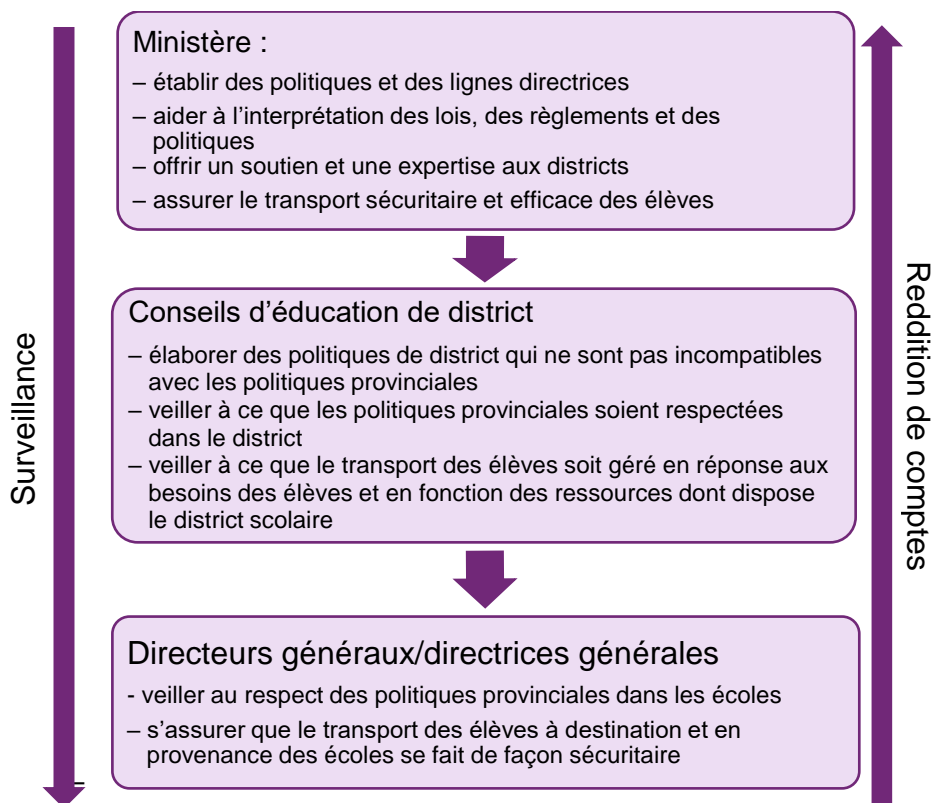 Ministère :
– établir des politiques et des lignes directrices
– aider à l’interprétation des lois, des règlements et des
politiques
– offrir un soutien et une expertise aux districts
– assurer le transport sécuritaire et efficace des élèves
Surveillance
Reddition de comptes
Conseils d’éducation de district
– élaborer des politiques de district qui ne sont pas incompatibles
avec les politiques provinciales
– veiller à ce que les politiques provinciales soient respectées
dans le district
– veiller à ce que le transport des élèves soit géré en réponse aux
besoins des élèves et en fonction des ressources dont dispose
le district scolaire
Directeurs généraux/directrices générales
- veiller au respect des politiques provinciales dans les écoles
– s’assurer que le transport des élèves à destination et en
provenance des écoles se fait de façon sécuritaire